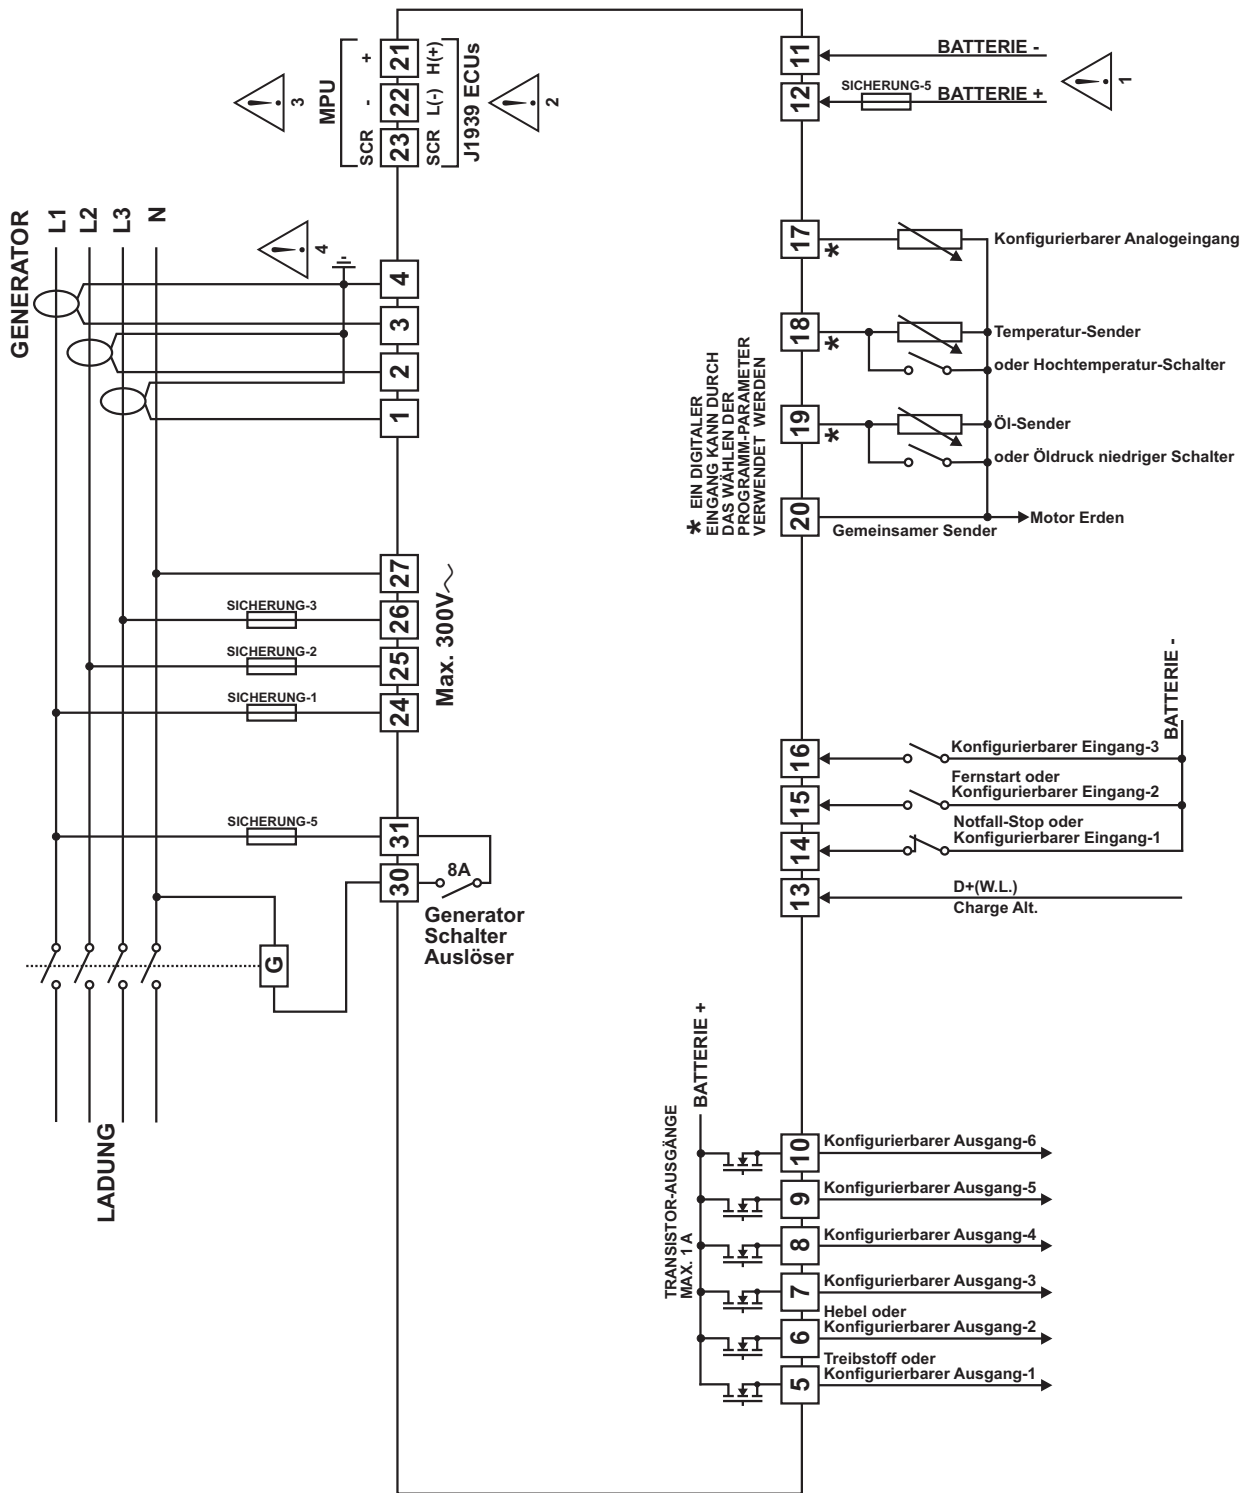 GENERATOR
L1
L2
L3
N
3
MPU
+
-
SCR
21
22
23
H(+)
L(-)
SCR
J1939 ECUs
2
4
4
3
2
1
27
26
25
24
SICHERUNG-3
SICHERUNG-2
SICHERUNG-1
Max. 300V~
SICHERUNG-5
31
30
8A
Generator
Schalter
Auslöser
G
LADUNG
11
BATTERIE -
12
SICHERUNG-5
BATTERIE +
1
17
*
Konfigurierbarer Analogeingang
18
*
Temperatur-Sender
oder Hochtemperatur-Schalter
19
*
Öl-Sender
oder Öldruck niedriger Schalter
20
Gemeinsamer Sender
Motor Erden
* EIN DIGITALER
EINGANG KANN DURCH
DAS WÄHLEN DER
PROGRAMM-PARAMETER
VERWENDET WERDEN
BATTERIE -
16
Konfigurierbarer Eingang-3
15
Fernstart oder
Konfigurierbarer Eingang-2
14
Notfall-Stop oder
Konfigurierbarer Eingang-1
13
D+(W.L.)
Charge Alt.
BATTERIE +
TRANSISTOR-AUSGÄNGE
MAX. 1 A
10
Konfigurierbarer Ausgang-6
9
Konfigurierbarer Ausgang-5
8
Konfigurierbarer Ausgang-4
7
Konfigurierbarer Ausgang-3
6
Hebel oder
Konfigurierbarer Ausgang-2
5
Treibstoff oder
Konfigurierbarer Ausgang-1